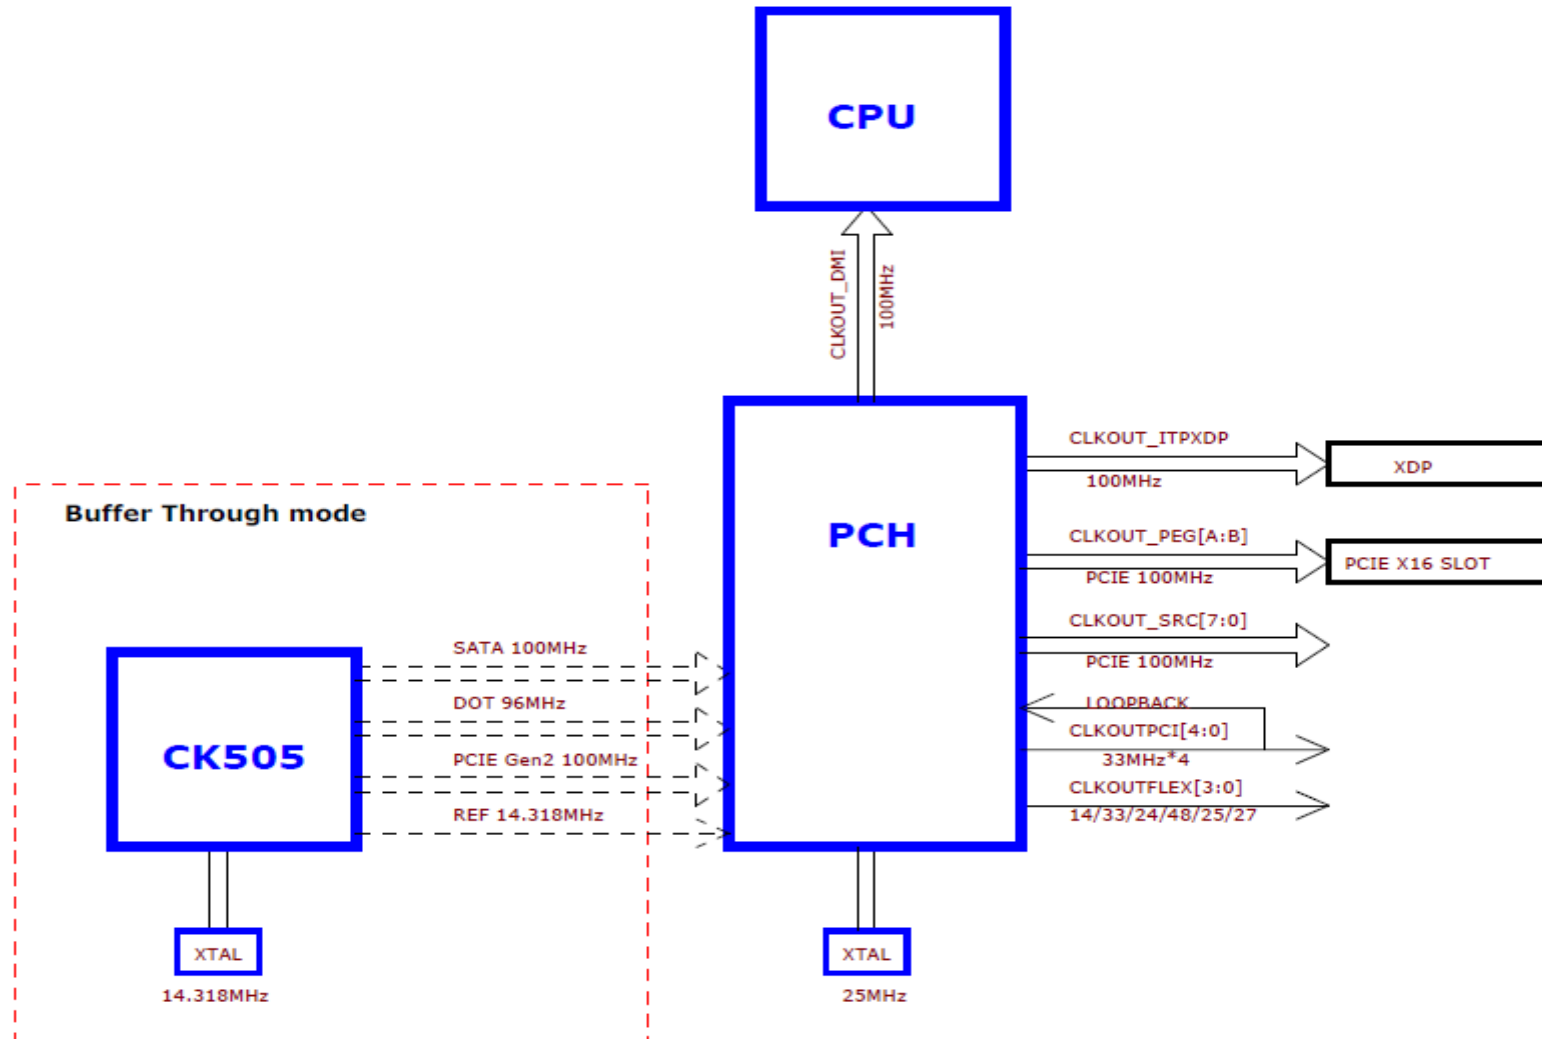 CPU
CLKOUT_DMI
100MHz
CLKOUT_ITPXDP
100MHz
XDP
Buffer Through mode
PCH
CLKOUT_PEG[A:B]
PCIE 100MHz
PCIE X16 SLOT
CLKOUT_SRC[7:0]
PCIE 100MHz
SATA 100MHz
DOT 96MHz
LOOPBACK
CLKOUTPCI[4:0]
33MHz*4
CK505
PCIE Gen2 100MHz
CLKOUTFLEX[3:0]
14/33/24/48/25/27
REF 14.318MHz
XTAL
14.318MHz
XTAL
25MHz